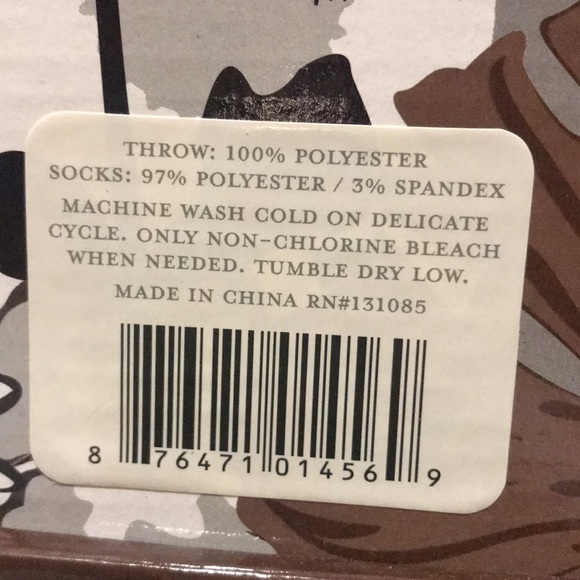 THROW: 100% POLYESTER
SOCKS: 97% POLYESTER / 3% SPANDEX
MACHINE WASH COLD ON DELICATE
CYCLE. ONLY NON-CHLORINE BLEACH
WHEN NEEDED. TUMBLE DRY LOW.
MADE IN CHINA RN#131085
8 76471 01456 9